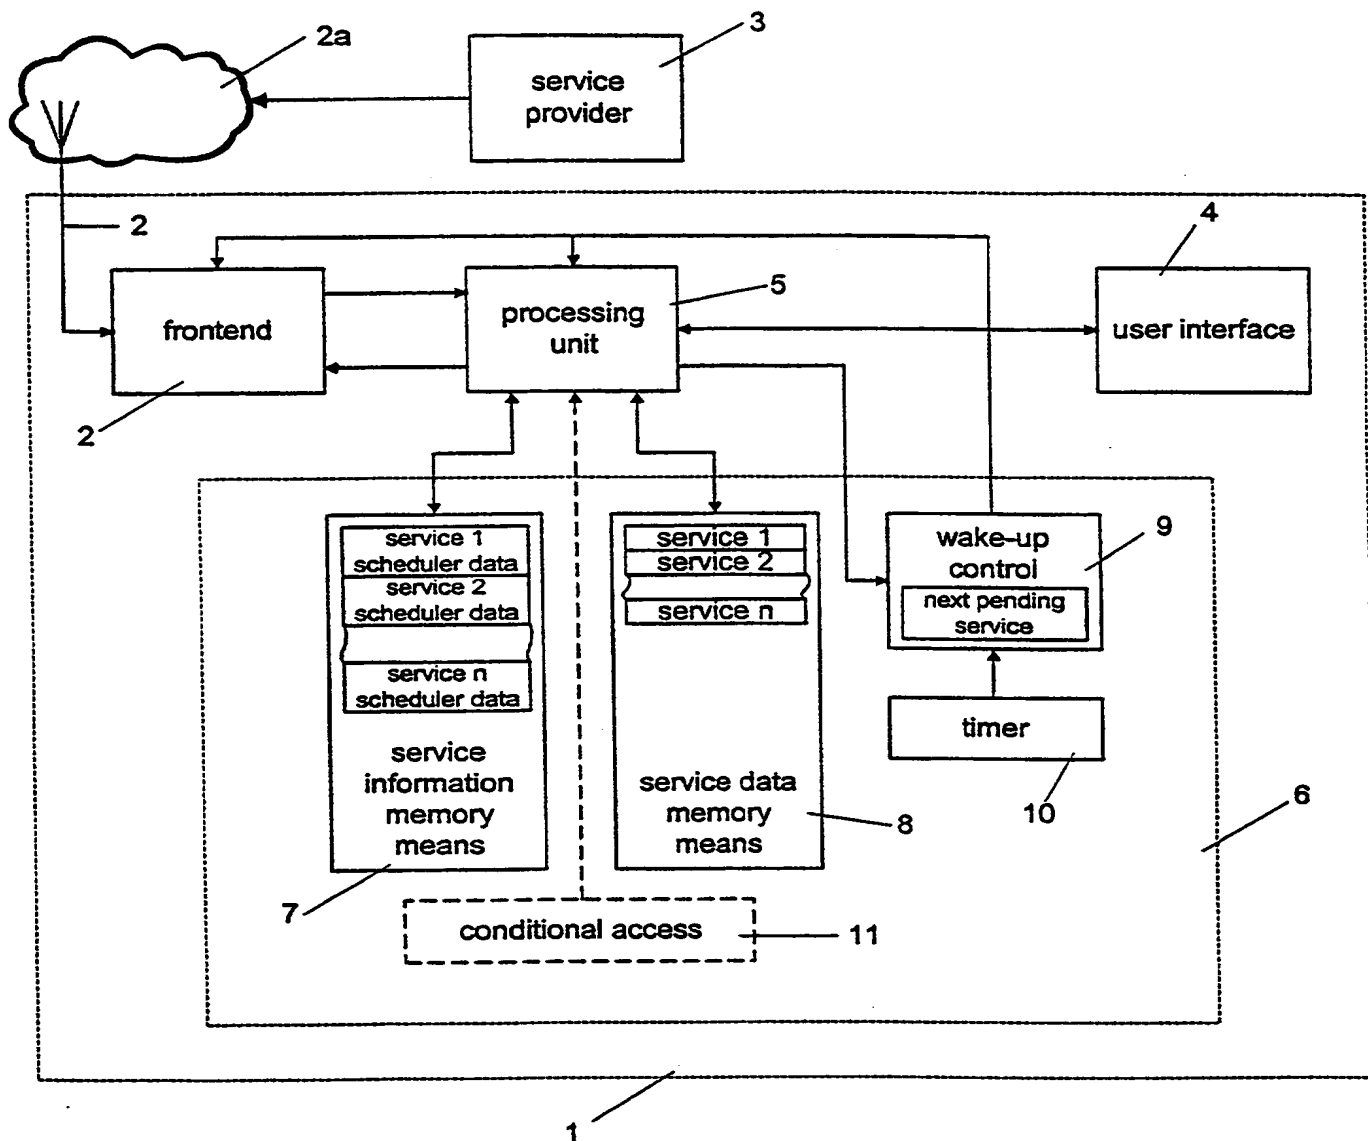 2a
3
service
provider
2
4
frontend
processing
unit
5
user interface
2
service 1
scheduler data
service 2
scheduler data
service n
scheduler data
service
information
memory
means
7
service 1
service 2
service n
service data
memory
means
8
wake-up
control
next pending
service
9
timer
10
6
conditional access
11
1